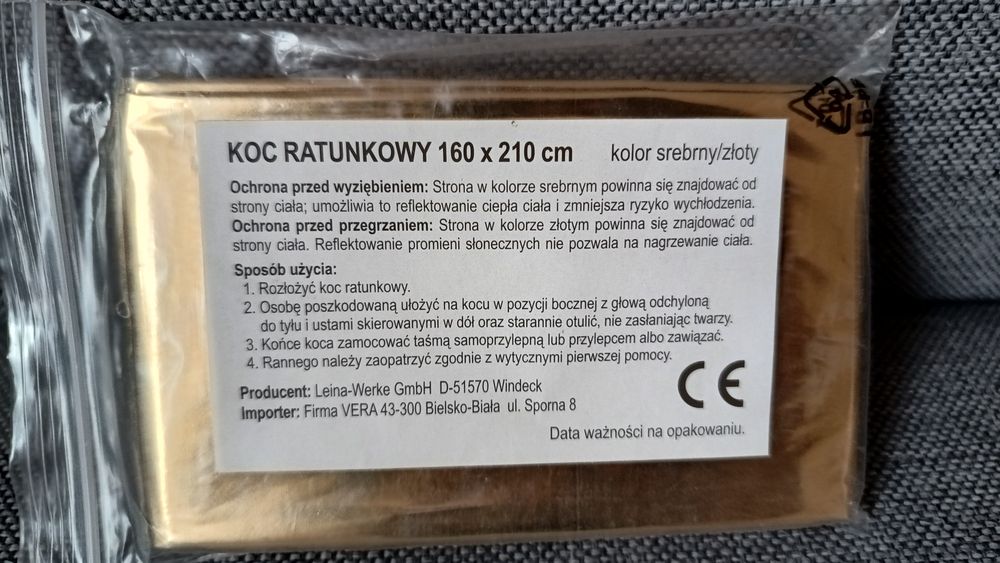 KOC RATUNKOWY 160 x 210 cm kolor srebrny/złoty
Ochrona przed wyziębieniem: Strona w kolorze srebrnym powinna się znajdować od
strony ciała; umożliwia to reflektowanie ciepła ciała i zmniejsza ryzyko wychłodzenia.
Ochrona przed przegrzaniem: Strona w kolorze złotym powinna się znajdować od
strony ciała. Reflektowanie promieni słonecznych nie pozwala na nagrzewanie ciała.
Sposób użycia:
1. Rozłożyć koc ratunkowy.
2. Osobę poszkodowaną ułożyć na kocu w pozycji bocznej z głową odchyloną
do tyłu i ustami skierowanymi w dół oraz starannie otulić, nie zasłaniając twarzy.
3. Końce koca zamocować taśmą samoprzylepną lub przylepcem albo zawiązać.
4. Rannego należy zaopatrzyć zgodnie z wytycznymi pierwszej pomocy.
Producent: Leina-Werke GmbH D-51570 Windeck
Importer: Firma VERA 43-300 Bielsko-Biała ul. Sporna 8
CE
Data ważności na opakowaniu.